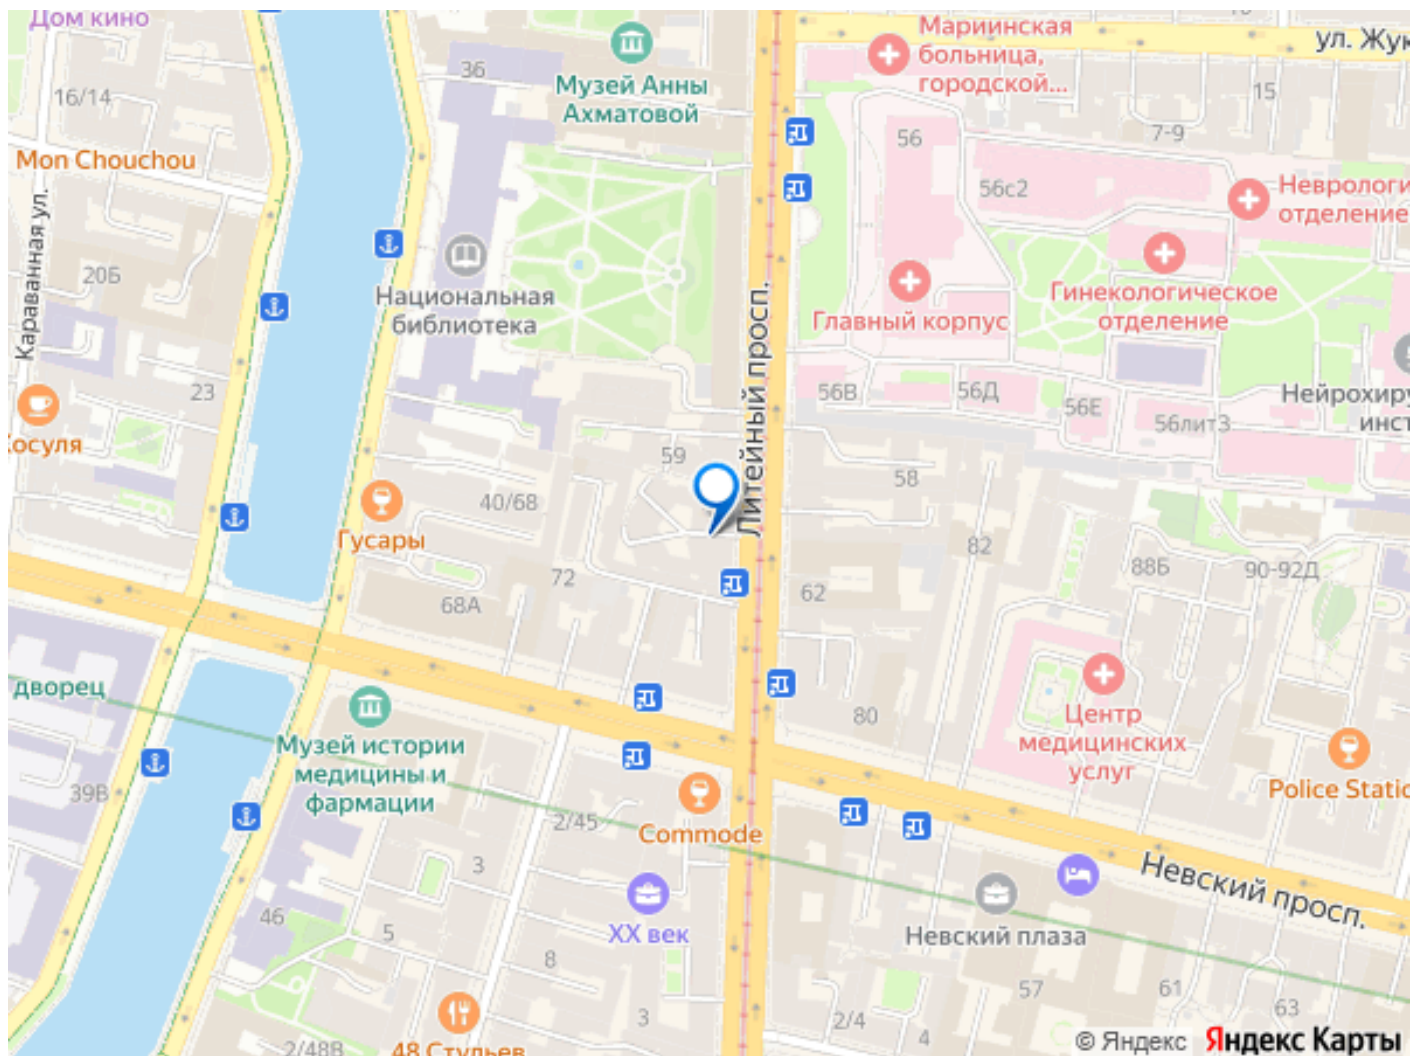 Дом кино
16/14
Mon Chouchou
Караванная ул.
20Б
23
36
Музей Анны
Ахматовой
Мариинская
больница,
городской...
ул. Жук
15
7-9
56
56с2
Неврологи
отделение
Гинекологическое
отделение
Главный корпус
Национальная
библиотека
Литейный просп.
56В
56Д
56Е
56лит3
Нейрохиру
инст
Косуля
59
58
40/68
Гусары
72
68А
82
88Б
90-92Д
62
80
дворец
Музей истории
медицины и
фармации
39В
Центр
медицинских
услуг
Police Static
Commode
2/45
3
Невский просп.
46
5
XX век
8
Невский плаза
57
61
63
3
2/4
4
2/48В
48 Стульев
© Яндекс
Яндекс Карты